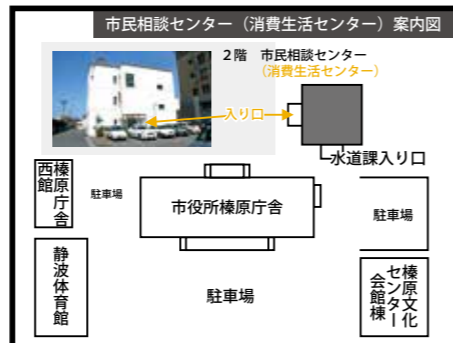 市民相談センター（消費生活センター）案内図
2階　市民相談センター
（消費生活センター）
入り口
水道課入り口
榛原庁舎
西館
駐車場
市役所榛原庁舎
駐車場
静波体育館
駐車場
榛原文化
センター
会館棟